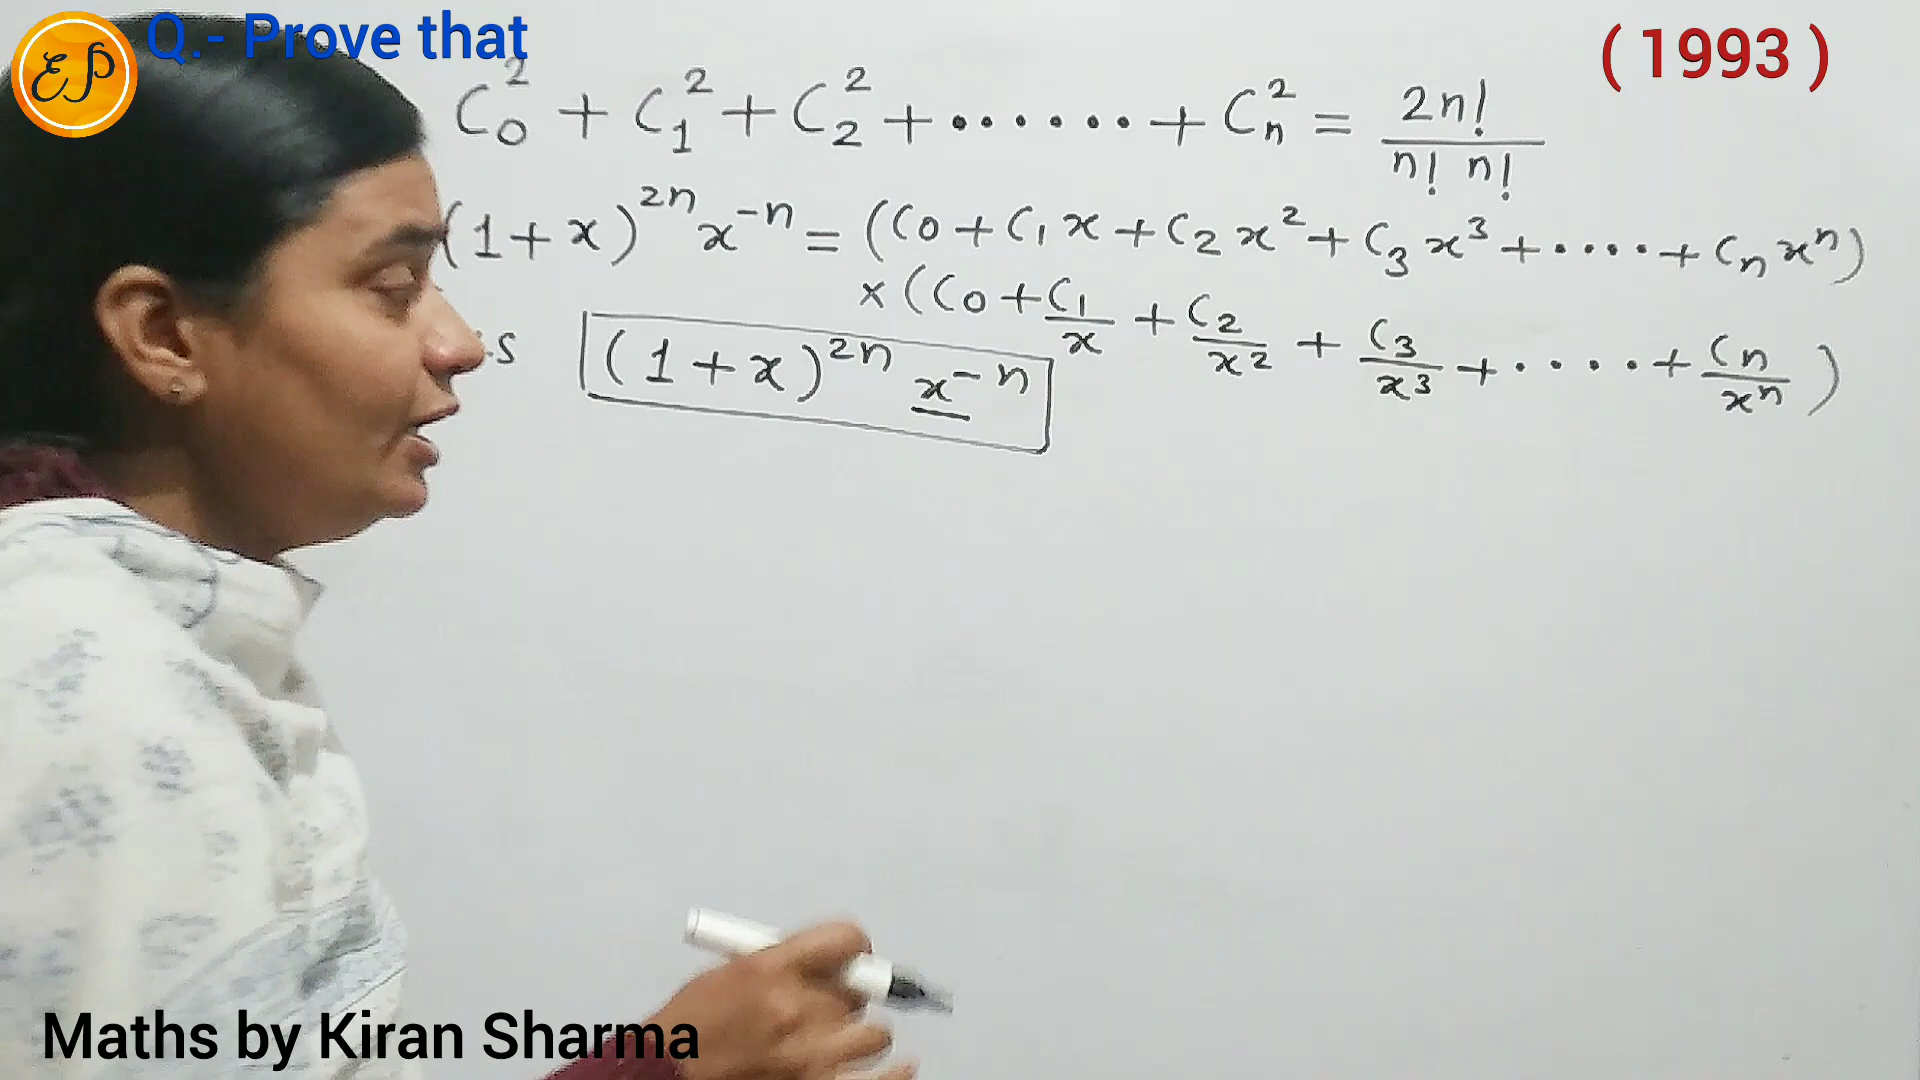 EP
Q.- Prove that
( 1993 )
C₀² + C₁² + C₂² + ...... + Cₙ² = 2n! / n! n!
(1+x)²ⁿ x⁻ⁿ = (C₀ + C₁x + C₂x² + C₃x³ + .... + Cₙxⁿ)
× (C₀ + C₁/x + C₂/x² + C₃/x³ + .... + Cₙ/xⁿ)
(1+x)²ⁿ x⁻ⁿ
Maths by Kiran Sharma